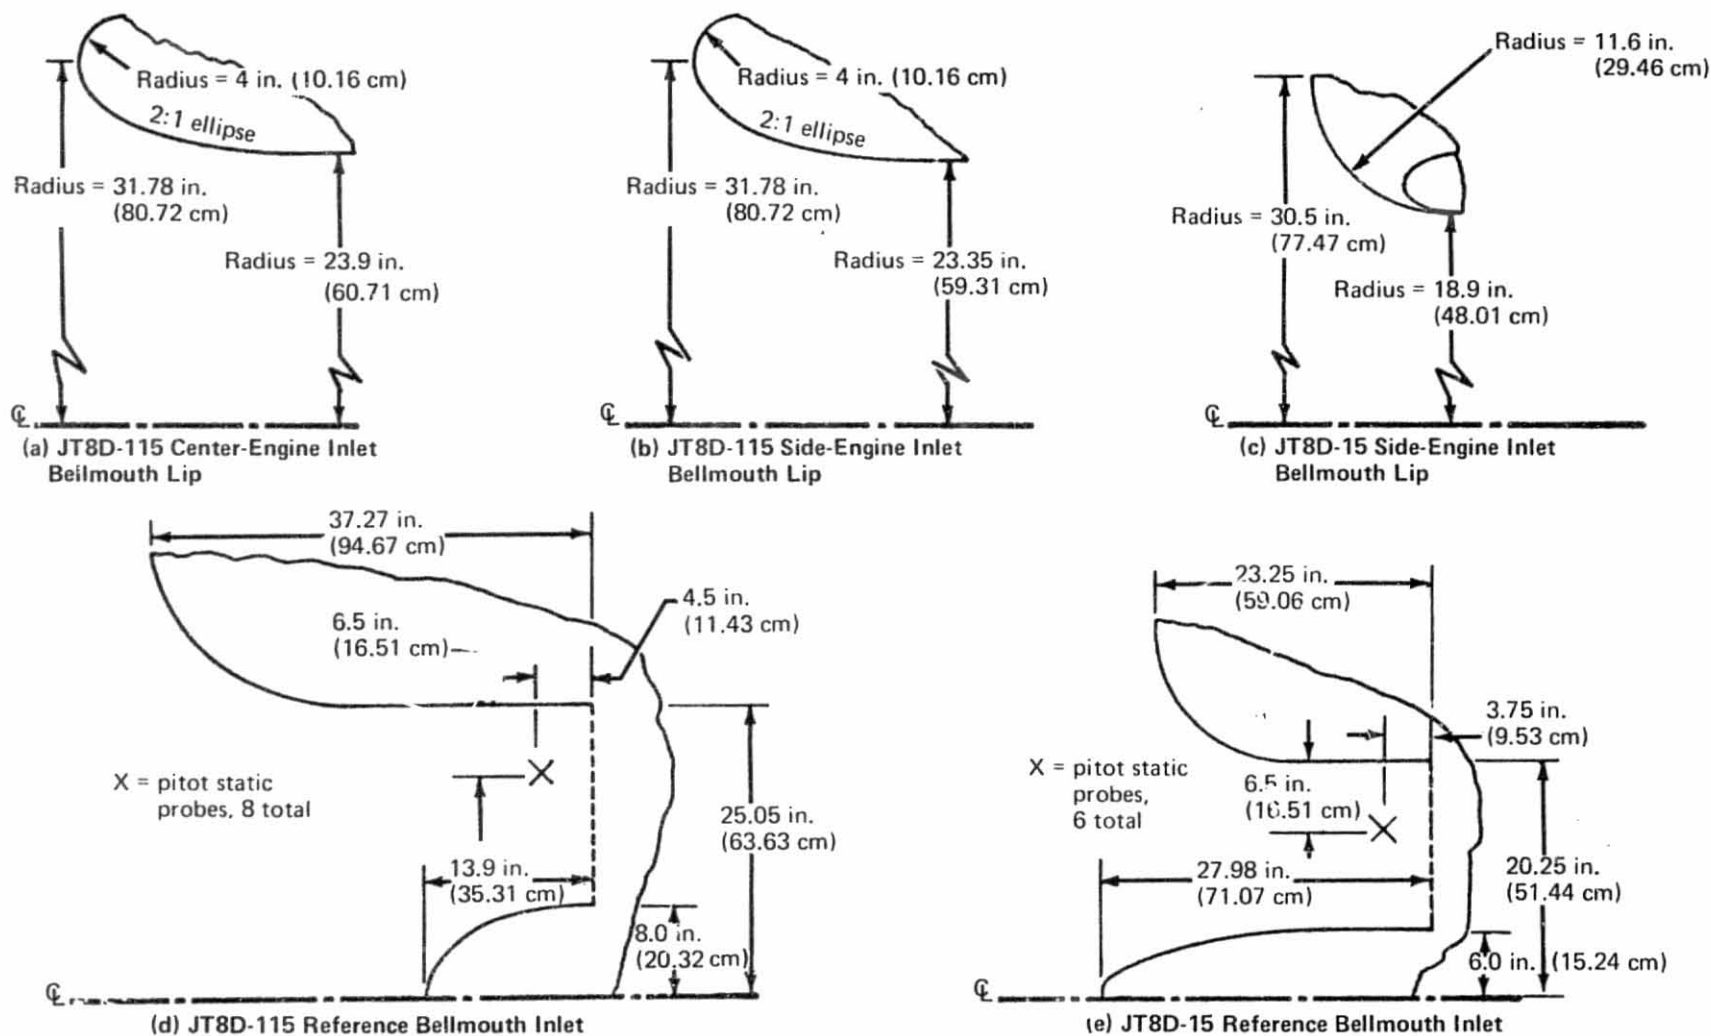 Radius = 4 in. (10.16 cm)
2:1 ellipse
Radius = 31.78 in.
(80.72 cm)
Radius = 23.9 in.
(60.71 cm)
℄
(a) JT8D-115 Center-Engine Inlet
Bellmouth Lip
Radius = 4 in. (10.16 cm)
2:1 ellipse
Radius = 31.78 in.
(80.72 cm)
Radius = 23.35 in.
(59.31 cm)
℄
(b) JT8D-115 Side-Engine Inlet
Bellmouth Lip
Radius = 11.6 in.
(29.46 cm)
Radius = 30.5 in.
(77.47 cm)
Radius = 18.9 in.
(48.01 cm)
℄
(c) JT8D-15 Side-Engine Inlet
Bellmouth Lip
37.27 in.
(94.67 cm)
4.5 in.
(11.43 cm)
6.5 in.
(16.51 cm)
X = pitot static
probes, 8 total
25.05 in.
(63.63 cm)
13.9 in.
(35.31 cm)
8.0 in.
(20.32 cm)
℄
(d) JT8D-115 Reference Bellmouth Inlet
23.25 in.
(59.06 cm)
3.75 in.
(9.53 cm)
X = pitot static
probes,
6 total
6.5 in.
(16.51 cm)
27.98 in.
(71.07 cm)
20.25 in.
(51.44 cm)
6.0 in. (15.24 cm)
℄
(e) JT8D-15 Reference Bellmouth Inlet